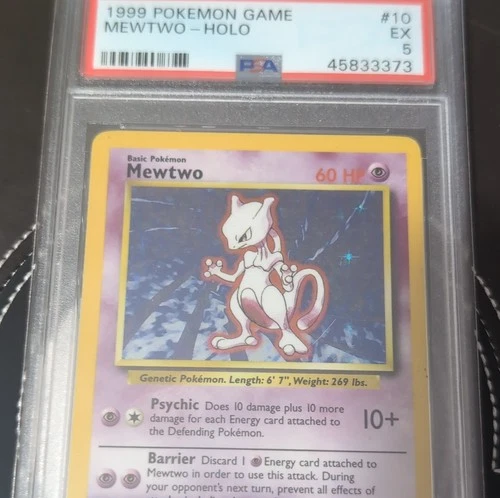 1999 POKEMON GAME #10
MEWTWO - HOLO EX
5
PSA 45833373
Basic Pokémon
Mewtwo 60 HP
Genetic Pokémon. Length: 6' 7", Weight: 269 lbs.
Psychic Does 10 damage plus 10 more
damage for each Energy card attached to
the Defending Pokémon.
10+
Barrier Discard 1 Energy card attached to
Mewtwo in order to use this attack. During
your opponent's next turn, prevent all effects of